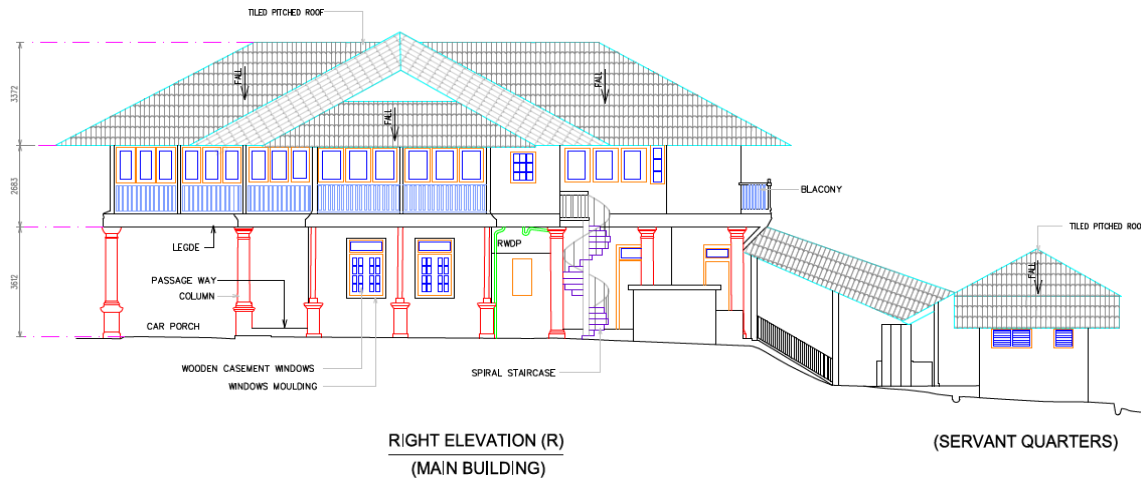 TILED PITCHED ROOF
FALL
FALL
FALL
3372
2683
3612
BLACONY
TILED PITCHED ROO
FALL
LEGDE
RWDP
PASSAGE WAY
COLUMN
CAR PORCH
WOODEN CASEMENT WINDOWS
WINDOWS MOULDING
SPIRAL STAIRCASE
RIGHT ELEVATION (R)
(MAIN BUILDING)
(SERVANT QUARTERS)